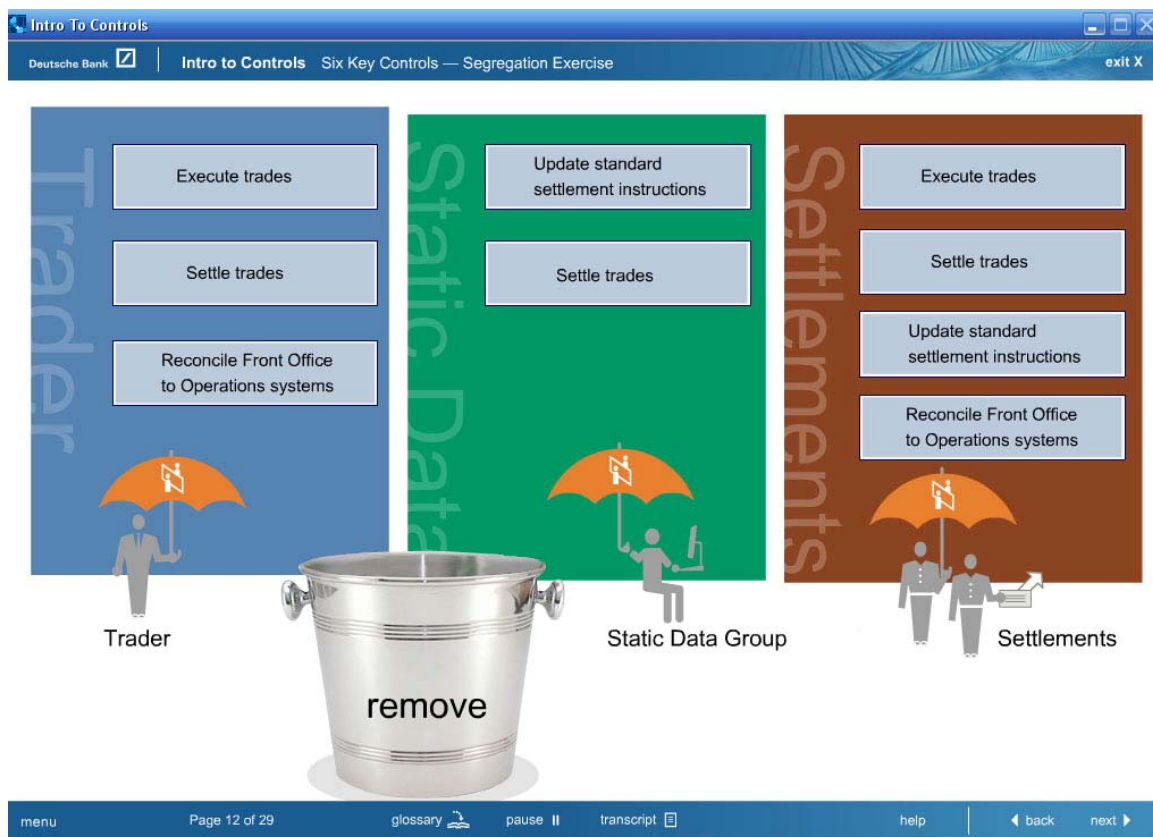 Intro To Controls
Deutsche Bank
Intro to Controls Six Key Controls — Segregation Exercise
exit X
Trader
Execute trades
Settle trades
Reconcile Front Office
to Operations systems
Trader
Static Data
Update standard
settlement instructions
Settle trades
Static Data Group
Settlements
Execute trades
Settle trades
Update standard
settlement instructions
Reconcile Front Office
to Operations systems
Settlements
remove
menu
Page 12 of 29
glossary
pause
transcript
help
back
next